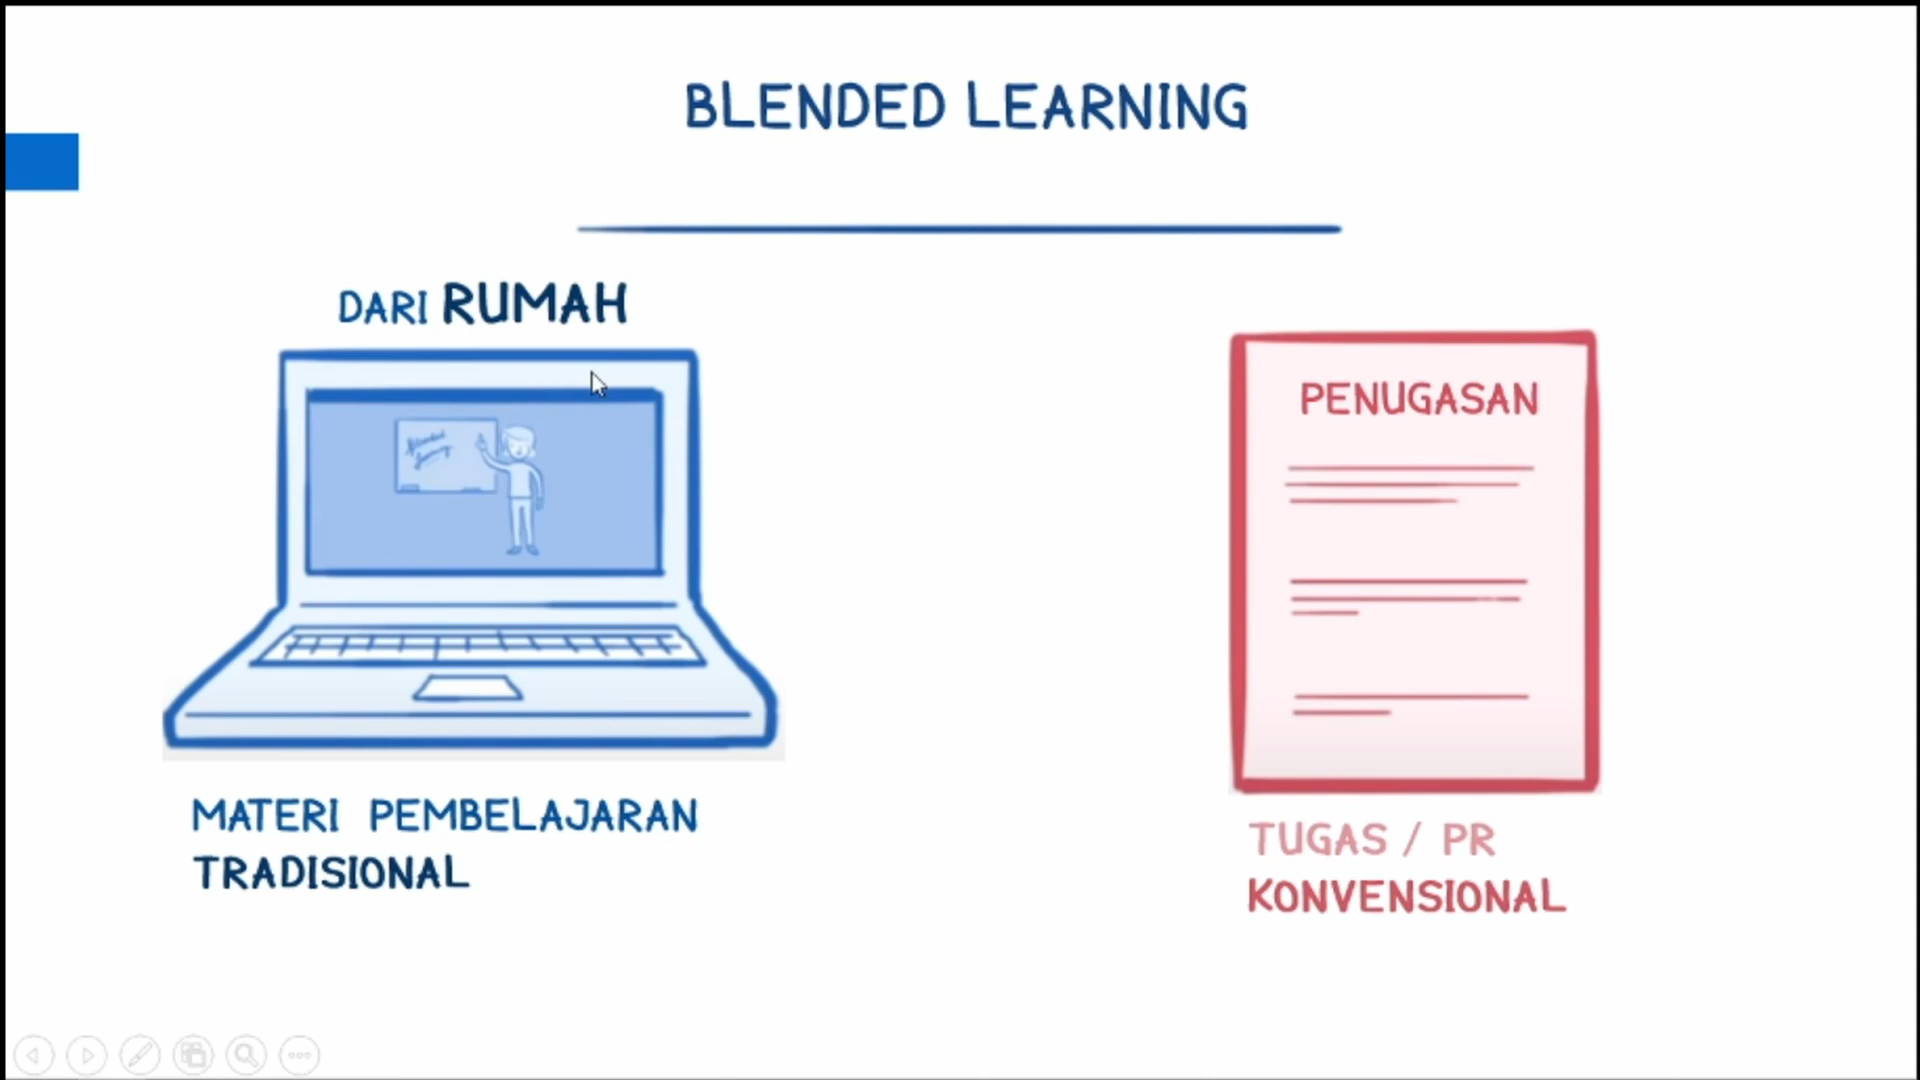 BLENDED LEARNING
DARI RUMAH
MATERI PEMBELAJARAN
TRADISIONAL
PENUGASAN
TUGAS / PR
KONVENSIONAL